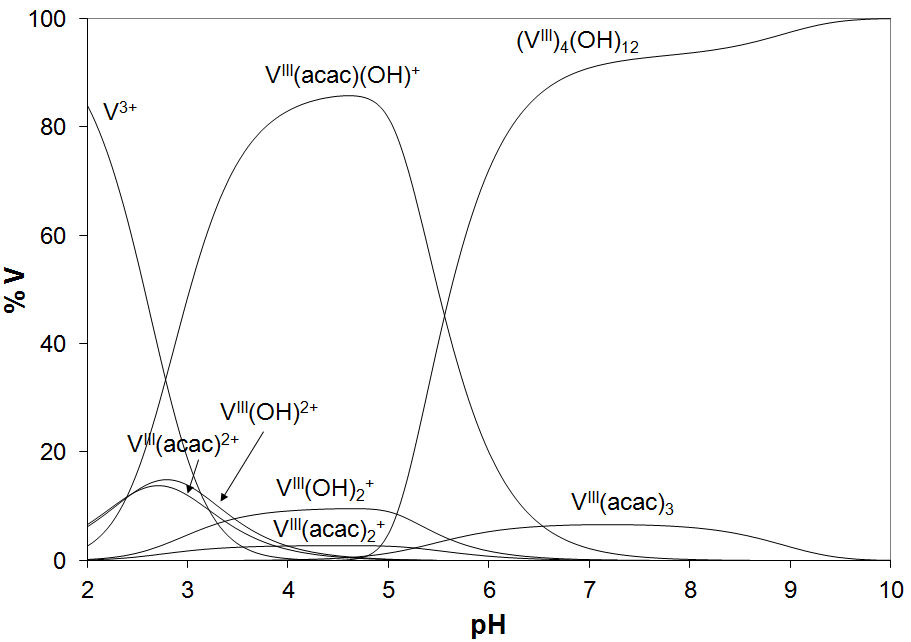 100
(Vᴵᴵᴵ)₄(OH)₁₂
Vᴵᴵᴵ(acac)(OH)⁺
V³⁺
80
60
% V
40
Vᴵᴵᴵ(OH)²⁺
Vᴵᴵᴵ(acac)²⁺
20
Vᴵᴵᴵ(OH)₂⁺
Vᴵᴵᴵ(acac)₃
Vᴵᴵᴵ(acac)₂⁺
0
2 3 4 5 6 7 8 9 10
pH